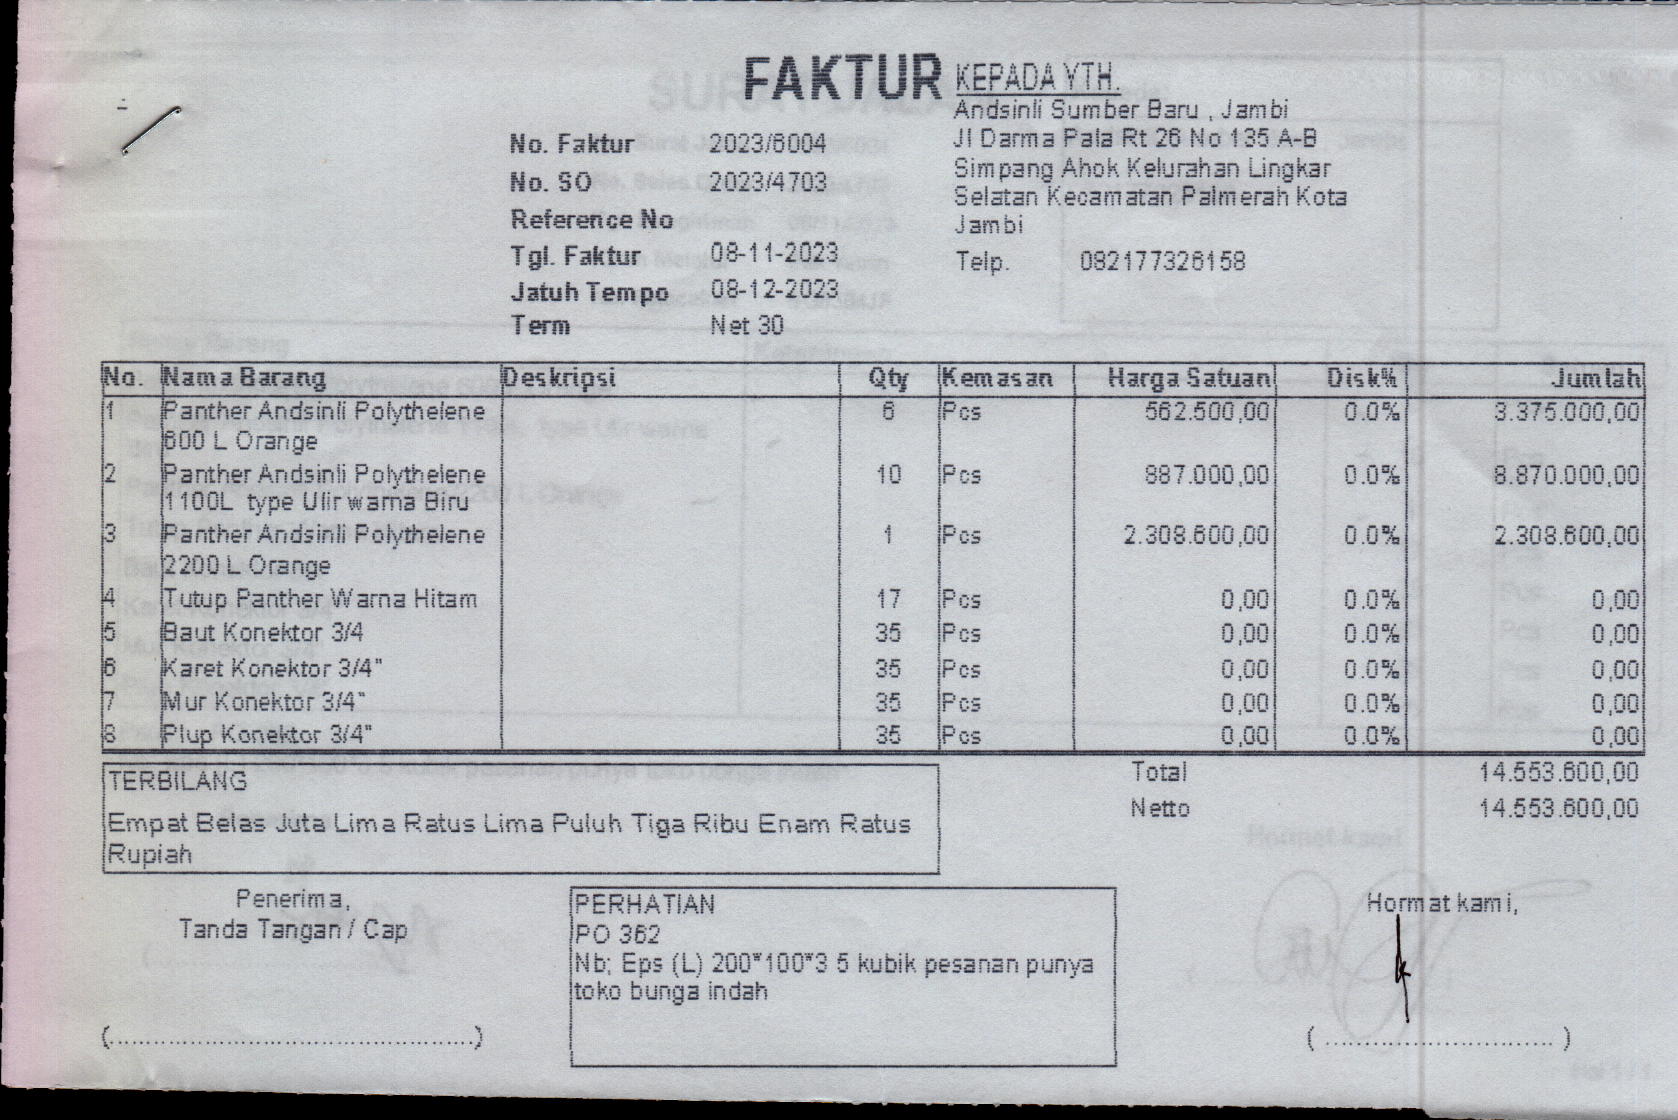 FAKTUR
No. Faktur 2023/6004
No. SO 2023/4703
Reference No
Tgl. Faktur 08-11-2023
Jatuh Tempo 08-12-2023
Term Net 30
KEPADA YTH.
Andsinli Sumber Baru , Jambi
Jl Darma Pala Rt 26 No 135 A-B
Simpang Ahok Kelurahan Lingkar
Selatan Kecamatan Palmerah Kota
Jambi
Telp. 082177326158
No. Nama Barang Deskripsi Qty Kemasan Harga Satuan Disk% Jumlah
1 Panther Andsinli Polythelene 6 Pcs 562.500,00 0.0% 3.375.000,00
600 L Orange
2 Panther Andsinli Polythelene 10 Pcs 887.000,00 0.0% 8.870.000,00
1100L type Ulir warna Biru
3 Panther Andsinli Polythelene 1 Pcs 2.308.600,00 0.0% 2.308.600,00
2200 L Orange
4 Tutup Panther Warna Hitam 17 Pcs 0,00 0.0% 0,00
5 Baut Konektor 3/4 35 Pcs 0,00 0.0% 0,00
6 Karet Konektor 3/4" 35 Pcs 0,00 0.0% 0,00
7 Mur Konektor 3/4" 35 Pcs 0,00 0.0% 0,00
8 Plup Konektor 3/4" 35 Pcs 0,00 0.0% 0,00
TERBILANG
Empat Belas Juta Lima Ratus Lima Puluh Tiga Ribu Enam Ratus
Rupiah
Total 14.553.600,00
Netto 14.553.600,00
Penerima,
Tanda Tangan / Cap
(................................................)
PERHATIAN
PO 362
Nb; Eps (L) 200*100*3 5 kubik pesanan punya
toko bunga indah
Hormat kami,
( .............................. )